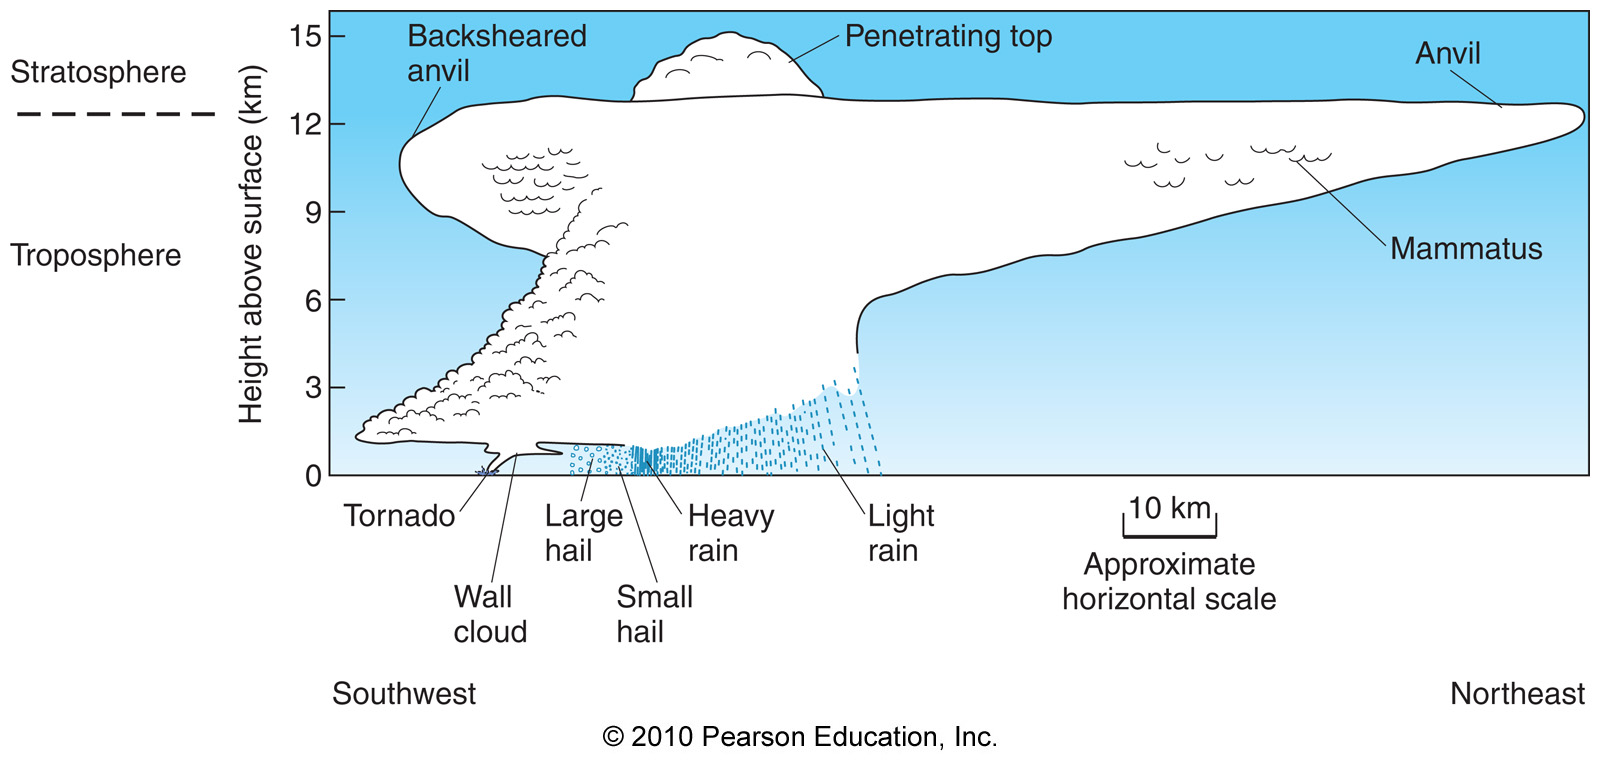 Stratosphere
Troposphere
Height above surface (km)
15
12
9
6
3
0
Backsheared
anvil
Penetrating top
Anvil
Mammatus
Tornado
Wall
cloud
Large
hail
Small
hail
Heavy
rain
Light
rain
10 km
Approximate
horizontal scale
Southwest
Northeast
© 2010 Pearson Education, Inc.